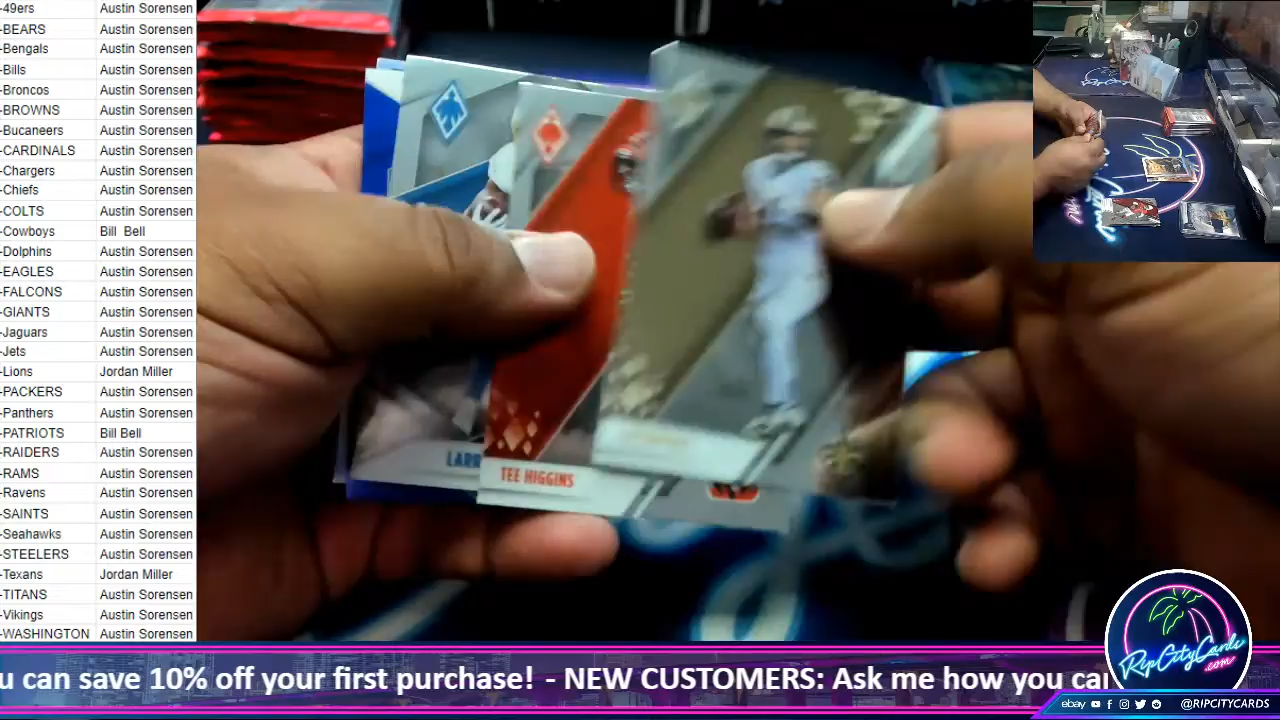 -49ers Austin Sorensen
-BEARS Austin Sorensen
-Bengals Austin Sorensen
-Bills Austin Sorensen
-Broncos Austin Sorensen
-BROWNS Austin Sorensen
-Bucaneers Austin Sorensen
-CARDINALS Austin Sorensen
-Chargers Austin Sorensen
-Chiefs Austin Sorensen
-COLTS Austin Sorensen
-Cowboys Bill Bell
-Dolphins Austin Sorensen
-EAGLES Austin Sorensen
-FALCONS Austin Sorensen
-GIANTS Austin Sorensen
-Jaguars Austin Sorensen
-Jets Austin Sorensen
-Lions Jordan Miller
-PACKERS Austin Sorensen
-Panthers Austin Sorensen
-PATRIOTS Bill Bell
-RAIDERS Austin Sorensen
-RAMS Austin Sorensen
-Ravens Austin Sorensen
-SAINTS Austin Sorensen
-Seahawks Austin Sorensen
-STEELERS Austin Sorensen
-Texans Jordan Miller
-TITANS Austin Sorensen
-Vikings Austin Sorensen
-WASHINGTON Austin Sorensen
LARR
TEE HIGGINS
u can save 10% off your first purchase! - NEW CUSTOMERS: Ask me how you ca
RipCityCards
.com
ebay @RIPCITYCARDS